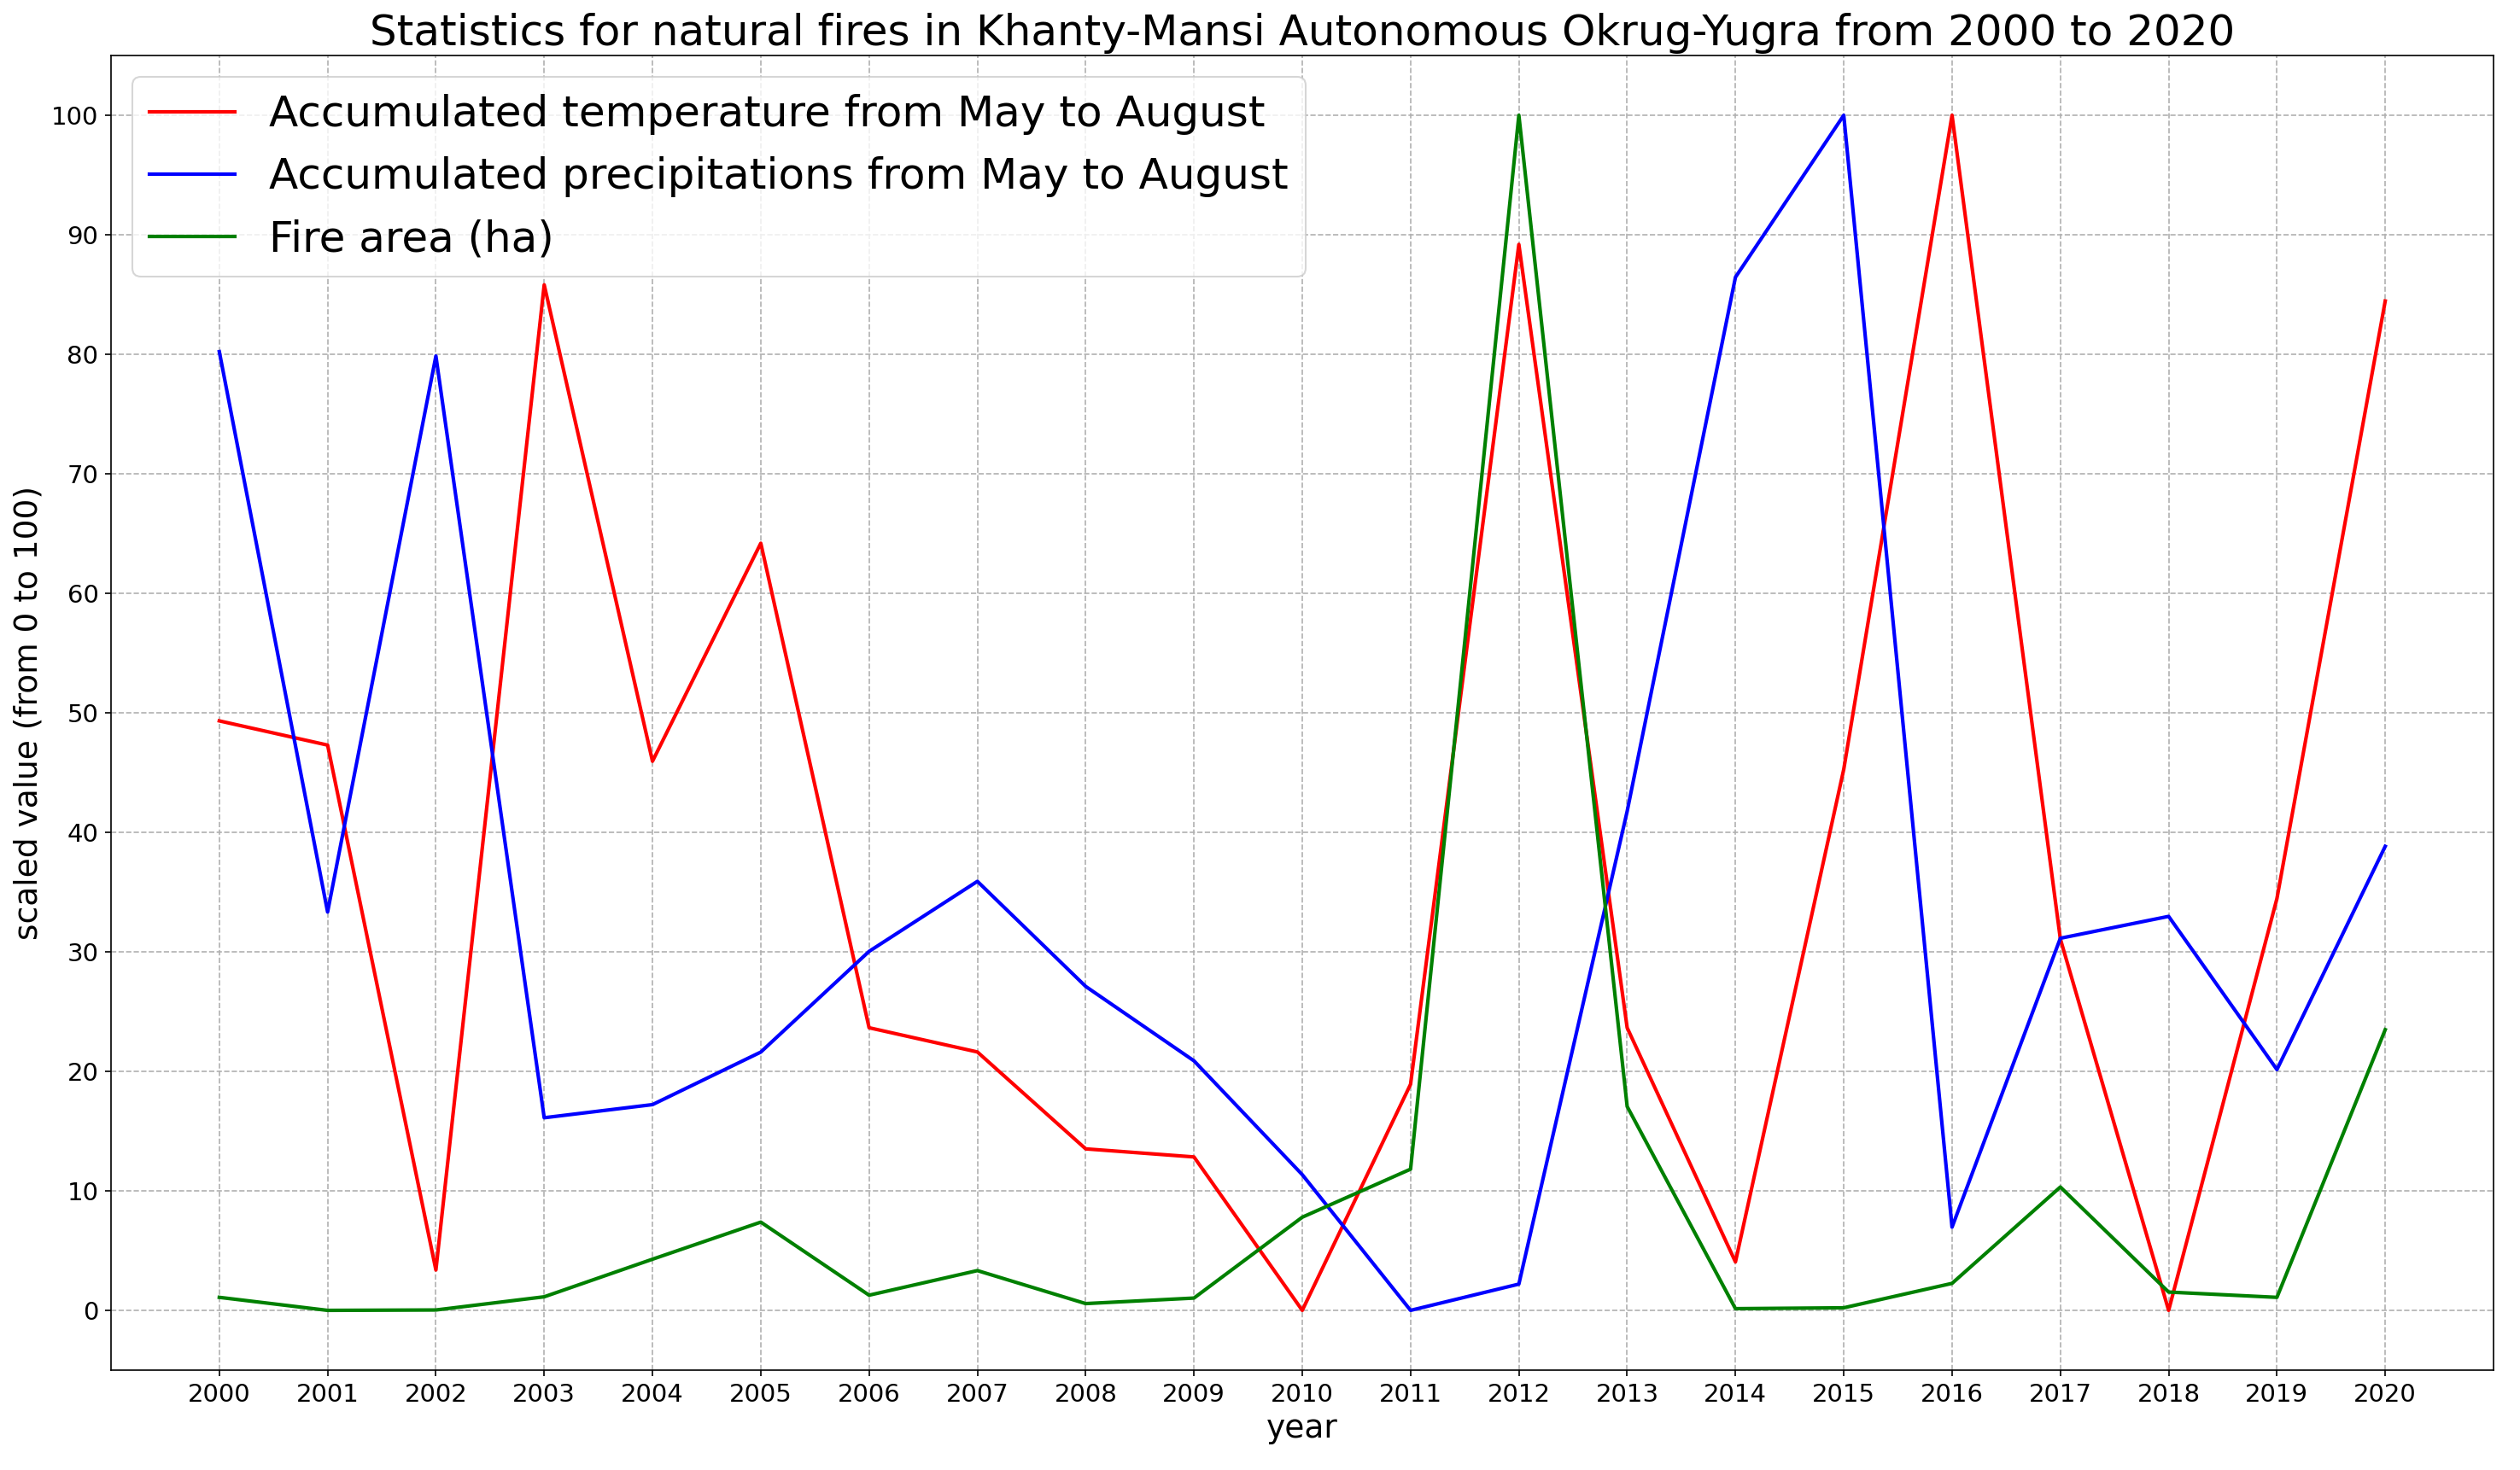 Statistics for natural fires in Khanty-Mansi Autonomous Okrug-Yugra from 2000 to 2020
Accumulated temperature from May to August
Accumulated precipitations from May to August
Fire area (ha)
scaled value (from 0 to 100)
100
90
80
70
60
50
40
30
20
10
0
2000 2001 2002 2003 2004 2005 2006 2007 2008 2009 2010 2011 2012 2013 2014 2015 2016 2017 2018 2019 2020
year